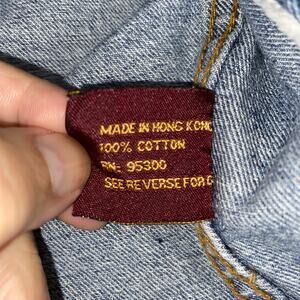 MADE IN HONG KONG
100% COTTON
RN: 95300
SEE REVERSE FOR